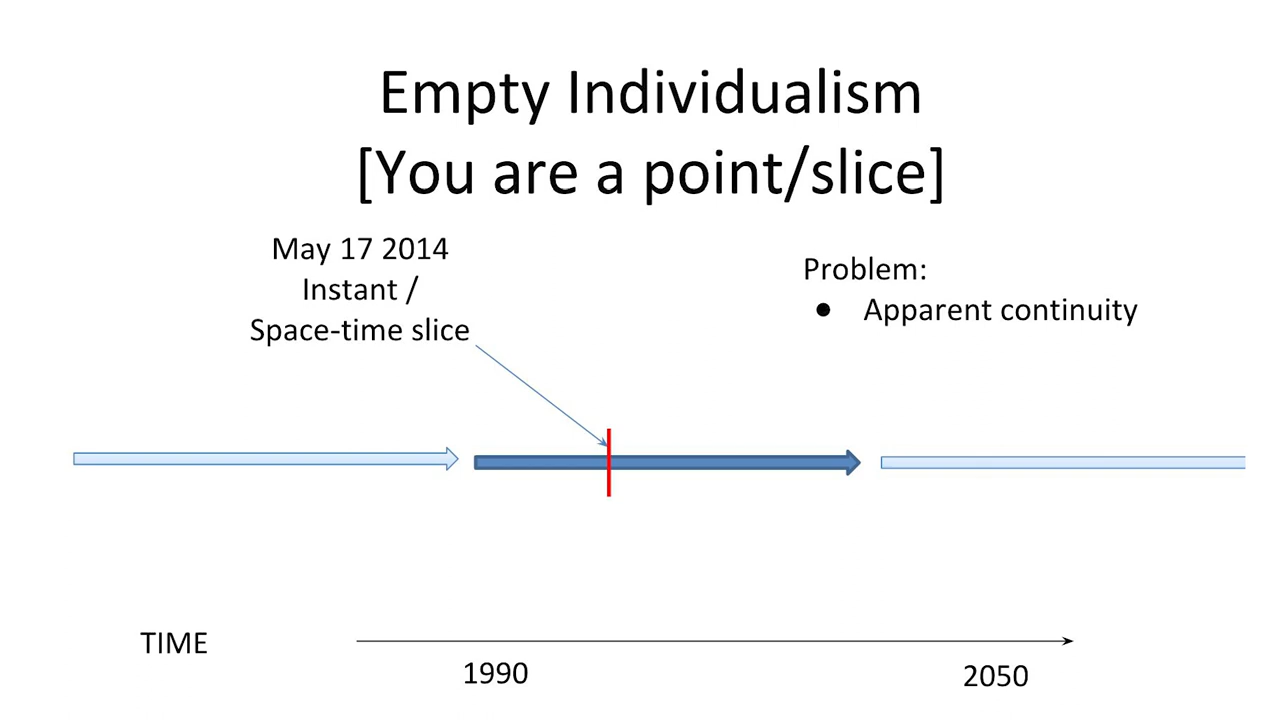 Empty Individualism
[You are a point/slice]
May 17 2014
Instant /
Space-time slice
Problem:
● Apparent continuity
TIME
1990
2050